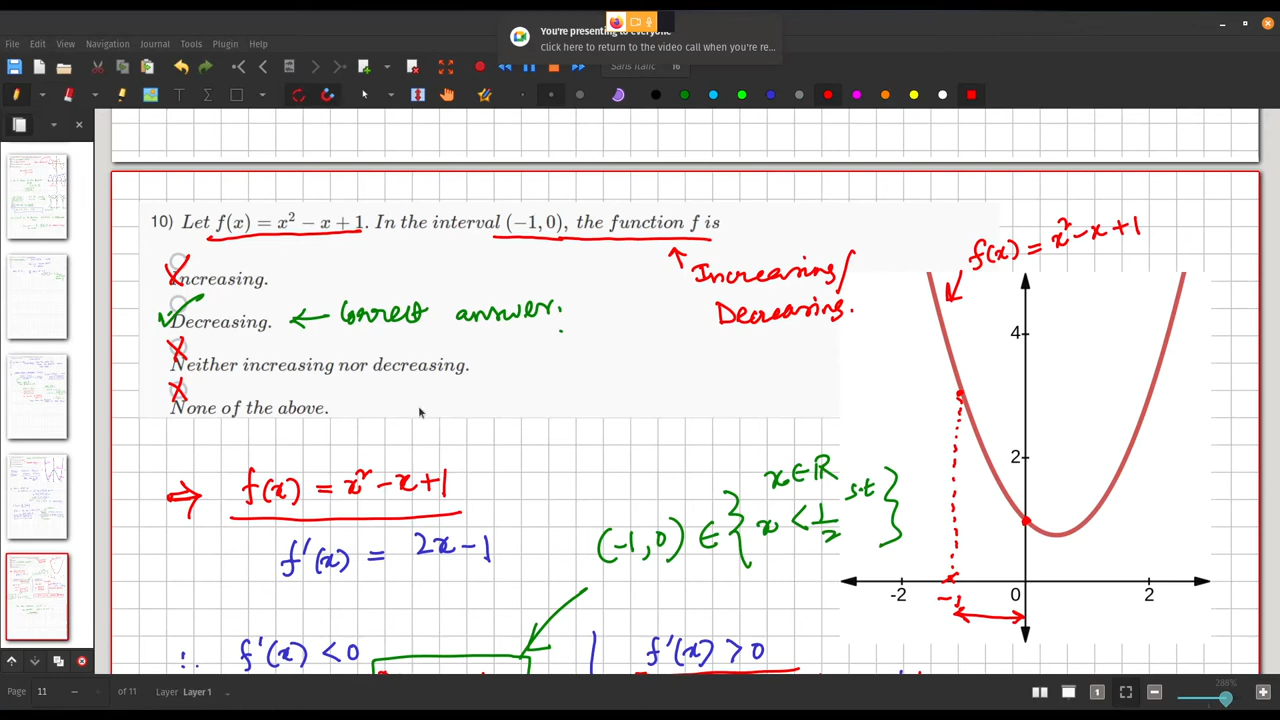 You're presenting to everyone
Click here to return to the video call when you're re...
File Edit View Navigation Journal Tools Plugin Help
Sans Italic 16
10) Let f(x) = x² − x + 1. In the interval (−1, 0), the function f is
Increasing.
Decreasing.
Neither increasing nor decreasing.
None of the above.
← Correct answer.
Increasing/
Decreasing.
f(x) = x² − x + 1
4
2
-2
0
2
-1
⇒ f(x) = x² − x + 1
f'(x) = 2x − 1
(-1, 0) ∈ { x ∈ ℝ s.t
x < 1/2 }
∴ f'(x) < 0
f'(x) > 0
Page 11 of 11 Layer Layer 1
288%